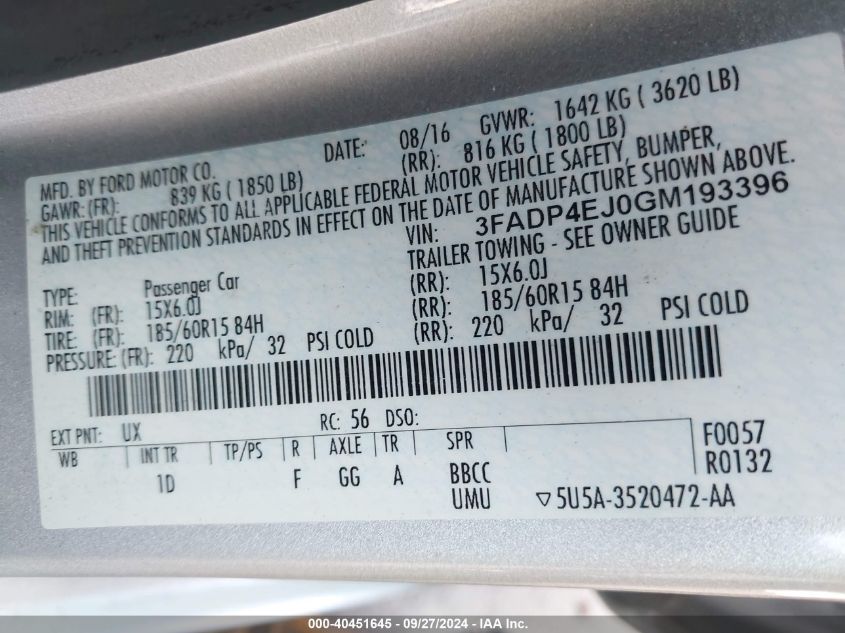 MFD. BY FORD MOTOR CO. DATE: 08/16 GVWR: 1642 KG ( 3620 LB)
GAWR: (FR): 839 KG ( 1850 LB) (RR): 816 KG ( 1800 LB)
THIS VEHICLE CONFORMS TO ALL APPLICABLE FEDERAL MOTOR VEHICLE SAFETY, BUMPER,
AND THEFT PREVENTION STANDARDS IN EFFECT ON THE DATE OF MANUFACTURE SHOWN ABOVE.
VIN: 3FADP4EJ0GM193396
TYPE: Passenger Car TRAILER TOWING - SEE OWNER GUIDE
RIM: (FR): 15X6.0J (RR): 15X6.0J
TIRE: (FR): 185/60R15 84H (RR): 185/60R15 84H
PRESSURE: (FR): 220 kPa/ 32 PSI COLD (RR): 220 kPa/ 32 PSI COLD
EXT PNT: UX RC: 56 DSO:
WB INT TR TP/PS R AXLE TR SPR F0057
1D F GG A BBCC R0132
UMU ▽5U5A-3520472-AA
000-40451645 / 09/27/2024 - IAA Inc.